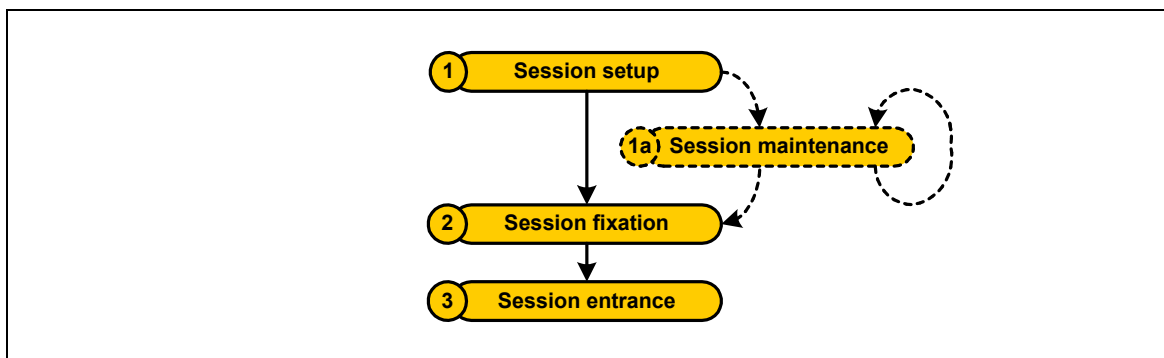 1 Session setup
1a Session maintenance
2 Session fixation
3 Session entrance